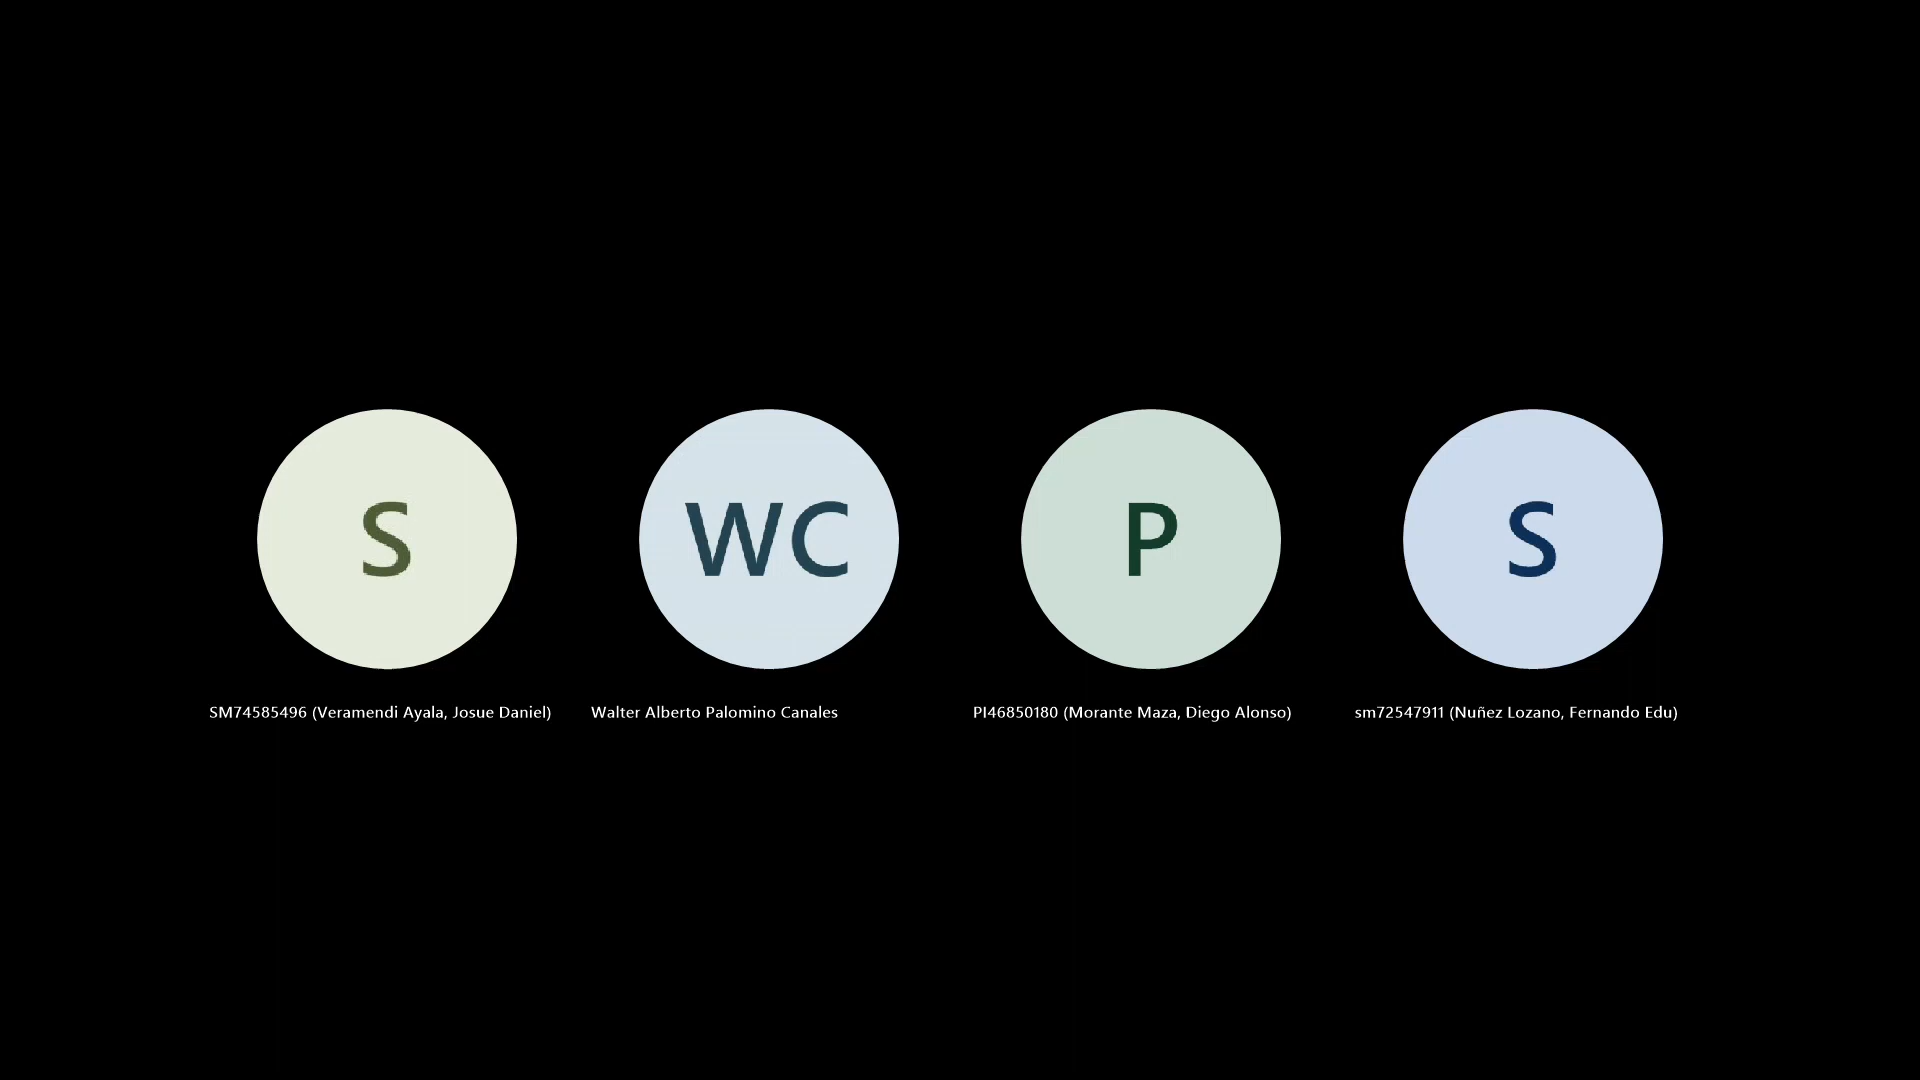 S
WC
P
S
SM74585496 (Veramendi Ayala, Josue Daniel)
Walter Alberto Palomino Canales
PI46850180 (Morante Maza, Diego Alonso)
sm72547911 (Nuñez Lozano, Fernando Edu)